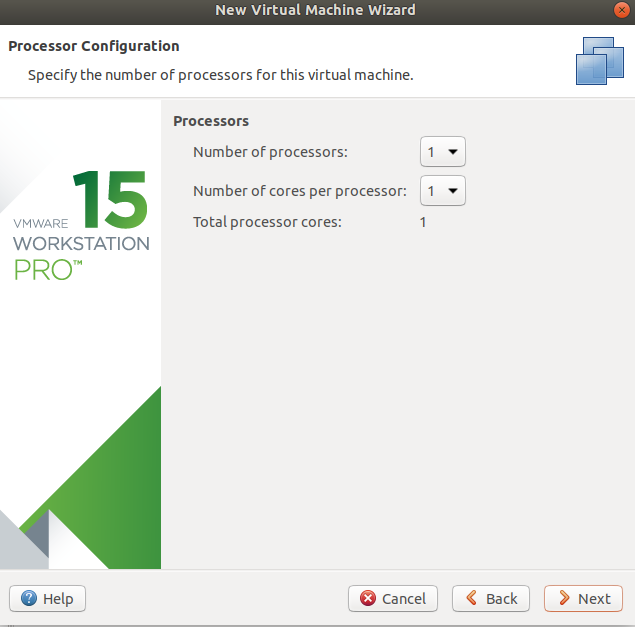 New Virtual Machine Wizard
Processor Configuration
Specify the number of processors for this virtual machine.
Processors
Number of processors: 1
Number of cores per processor: 1
Total processor cores: 1
15
VMWARE
WORKSTATION
PRO™
Help Cancel Back Next